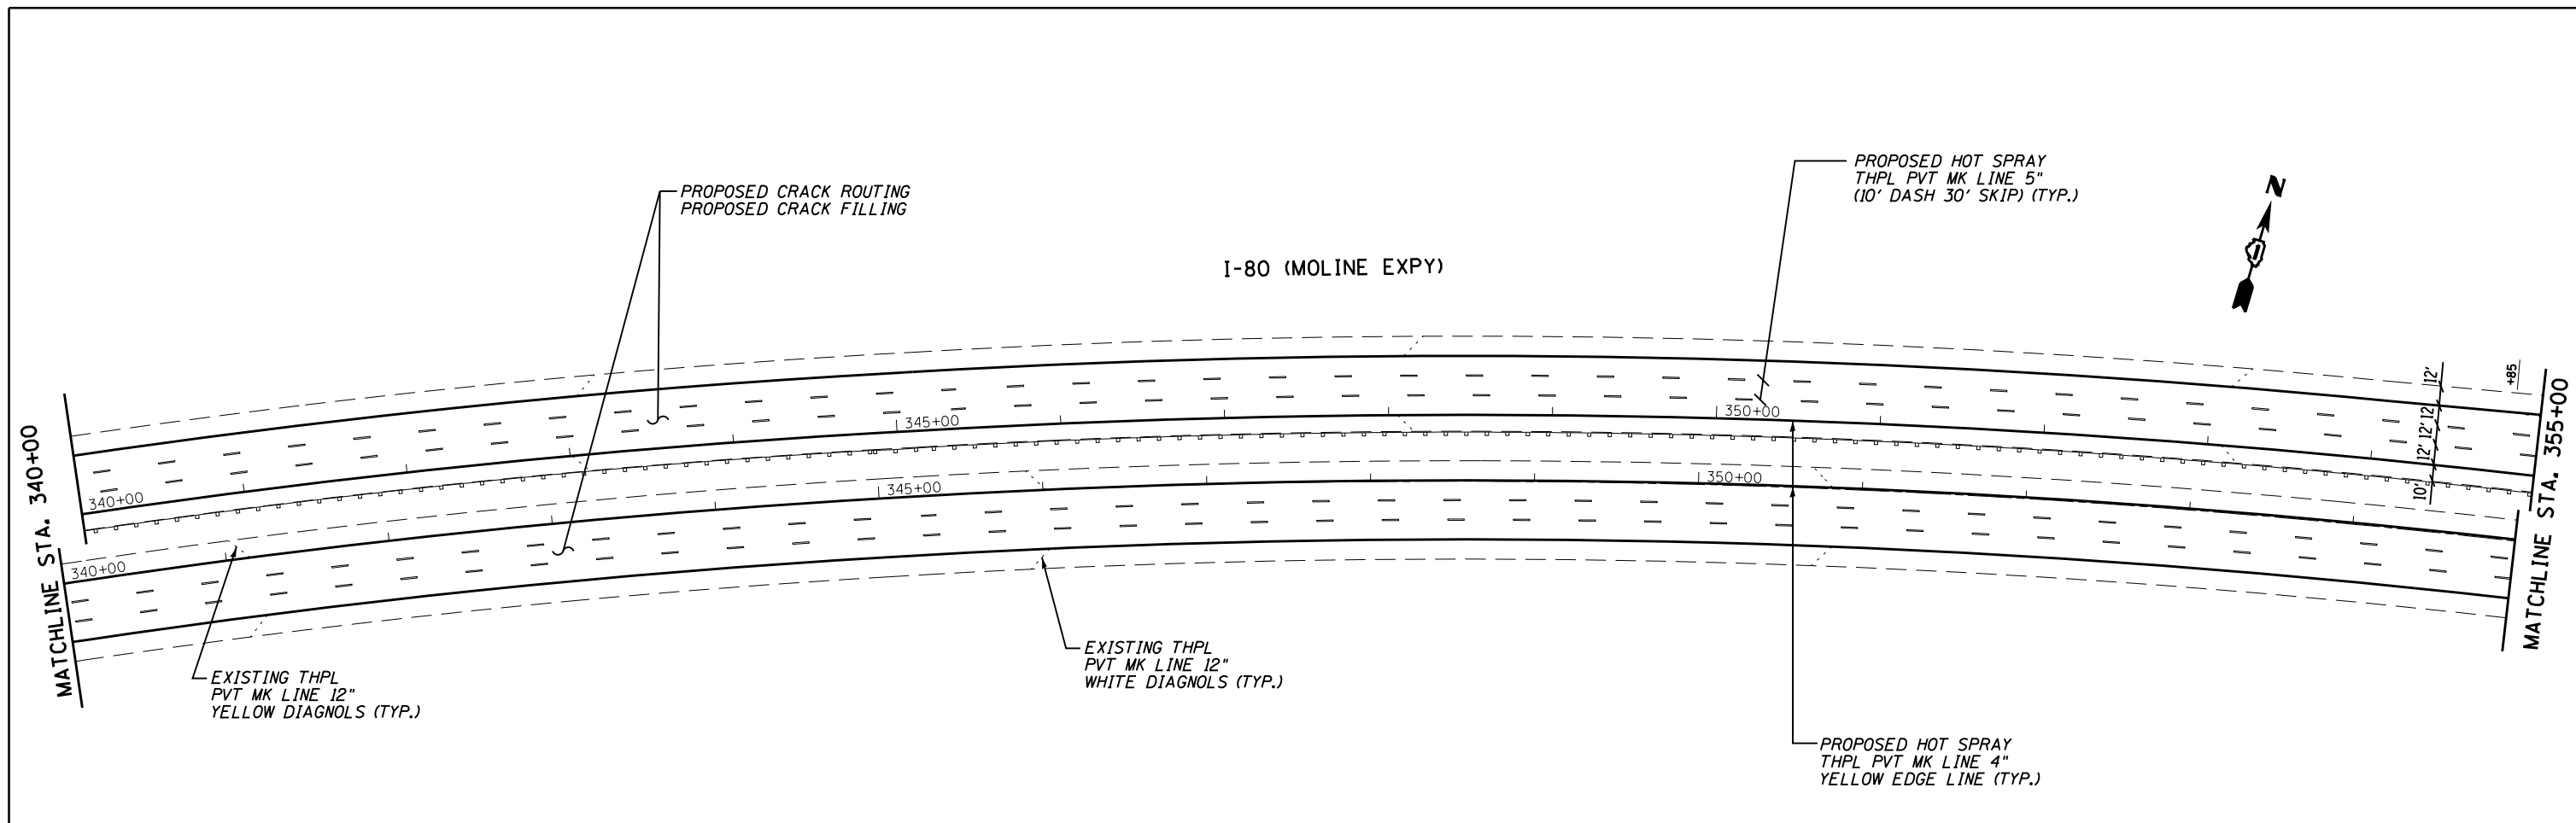 PROPOSED CRACK ROUTING
PROPOSED CRACK FILLING
PROPOSED HOT SPRAY
THPL PVT MK LINE 5"
(10' DASH 30' SKIP) (TYP.)
N
I-80 (MOLINE EXPY)
MATCHLINE STA. 340+00
340+00
345+00
350+00
340+00
345+00
350+00
12'
12'
12'
12'
10'
+85
MATCHLINE STA. 355+00
EXISTING THPL
PVT MK LINE 12"
YELLOW DIAGNOLS (TYP.)
EXISTING THPL
PVT MK LINE 12"
WHITE DIAGNOLS (TYP.)
PROPOSED HOT SPRAY
THPL PVT MK LINE 4"
YELLOW EDGE LINE (TYP.)